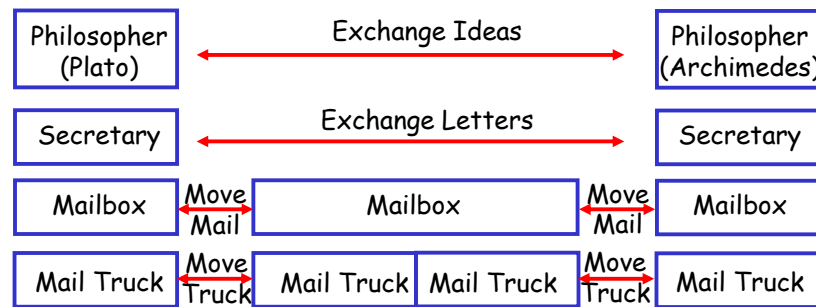 Philosopher
(Plato)
Exchange Ideas
Philosopher
(Archimedes)
Secretary
Exchange Letters
Secretary
Mailbox
Move
Mail
Mailbox
Move
Mail
Mailbox
Mail Truck
Move
Truck
Mail Truck
Mail Truck
Move
Truck
Mail Truck